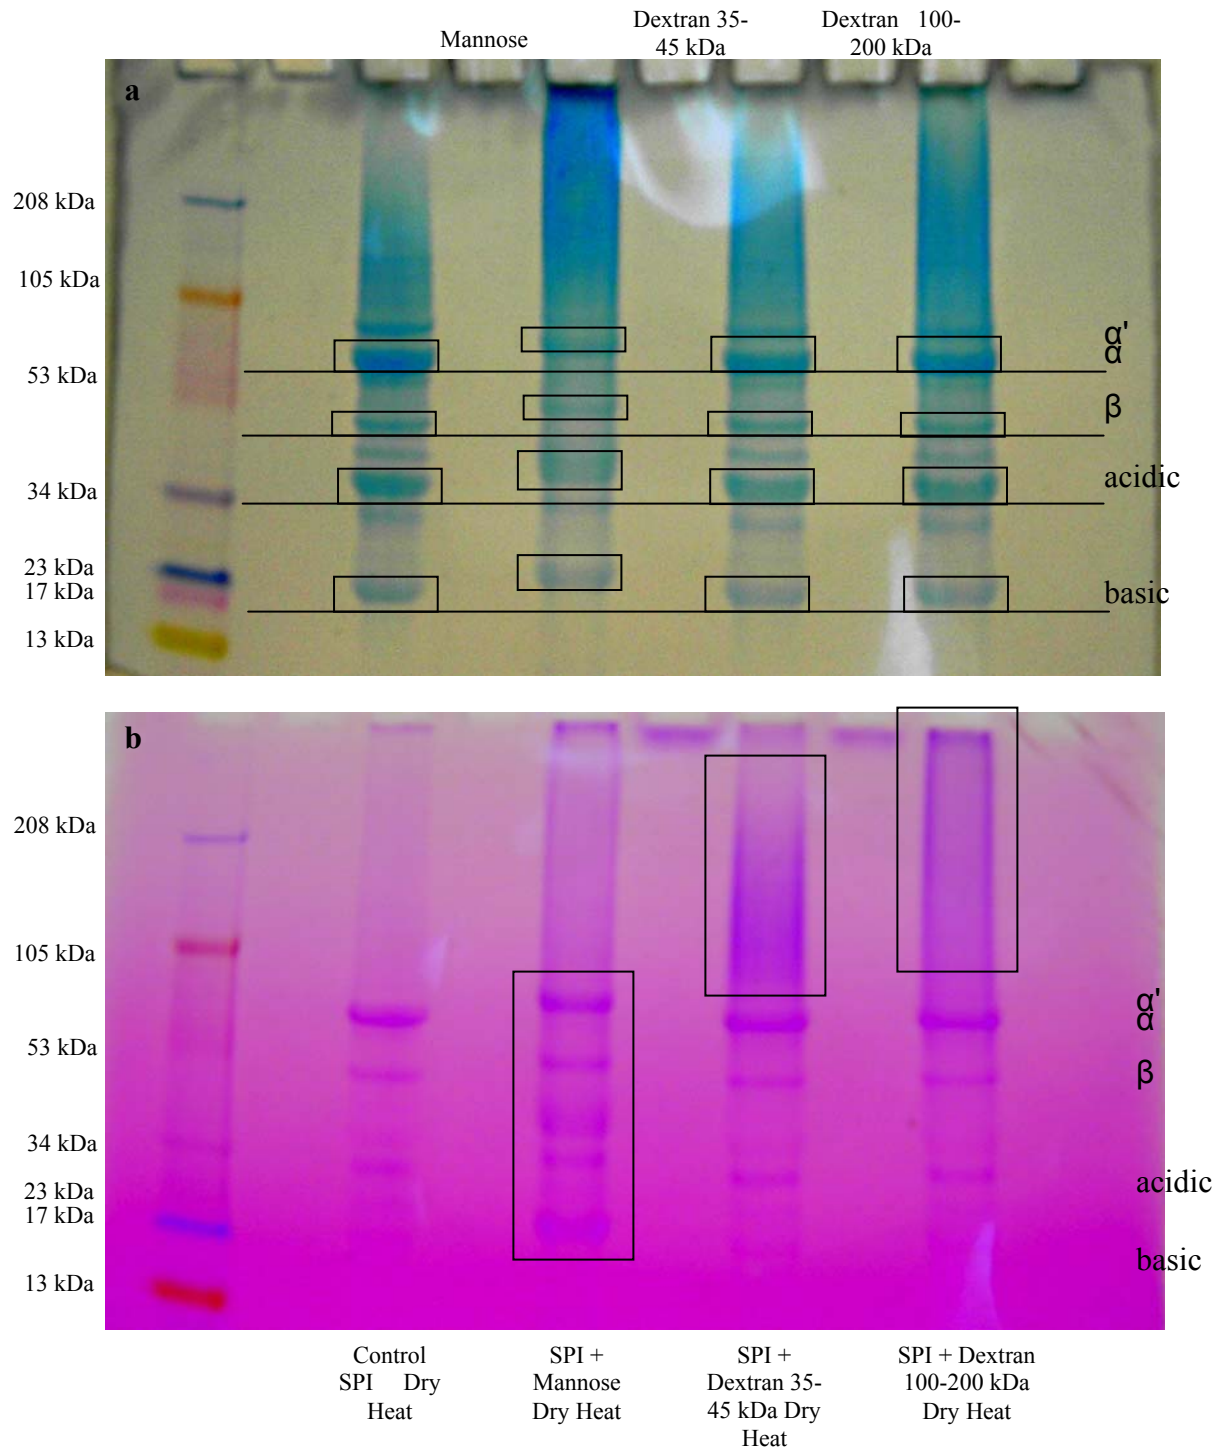 Mannose
Dextran 35-
45 kDa
Dextran 100-
200 kDa
a
208 kDa
105 kDa
53 kDa
34 kDa
23 kDa
17 kDa
13 kDa
α'
α
β
acidic
basic
b
208 kDa
105 kDa
53 kDa
34 kDa
23 kDa
17 kDa
13 kDa
α'
α
β
acidic
basic
Control
SPI Dry
Heat
SPI +
Mannose
Dry Heat
SPI +
Dextran 35-
45 kDa Dry
Heat
SPI + Dextran
100-200 kDa
Dry Heat